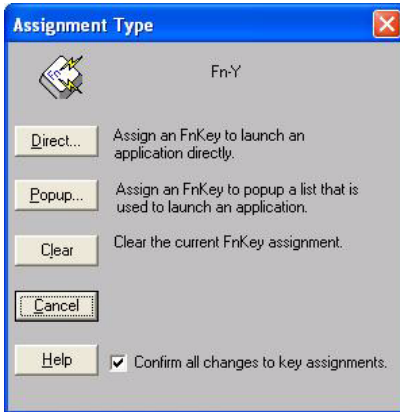 Assignment Type
Fn-Y
Direct...
Assign an FnKey to launch an
application directly.
Popup...
Assign an FnKey to popup a list that is
used to launch an application.
Clear
Clear the current FnKey assignment.
Cancel
Help
Confirm all changes to key assignments.